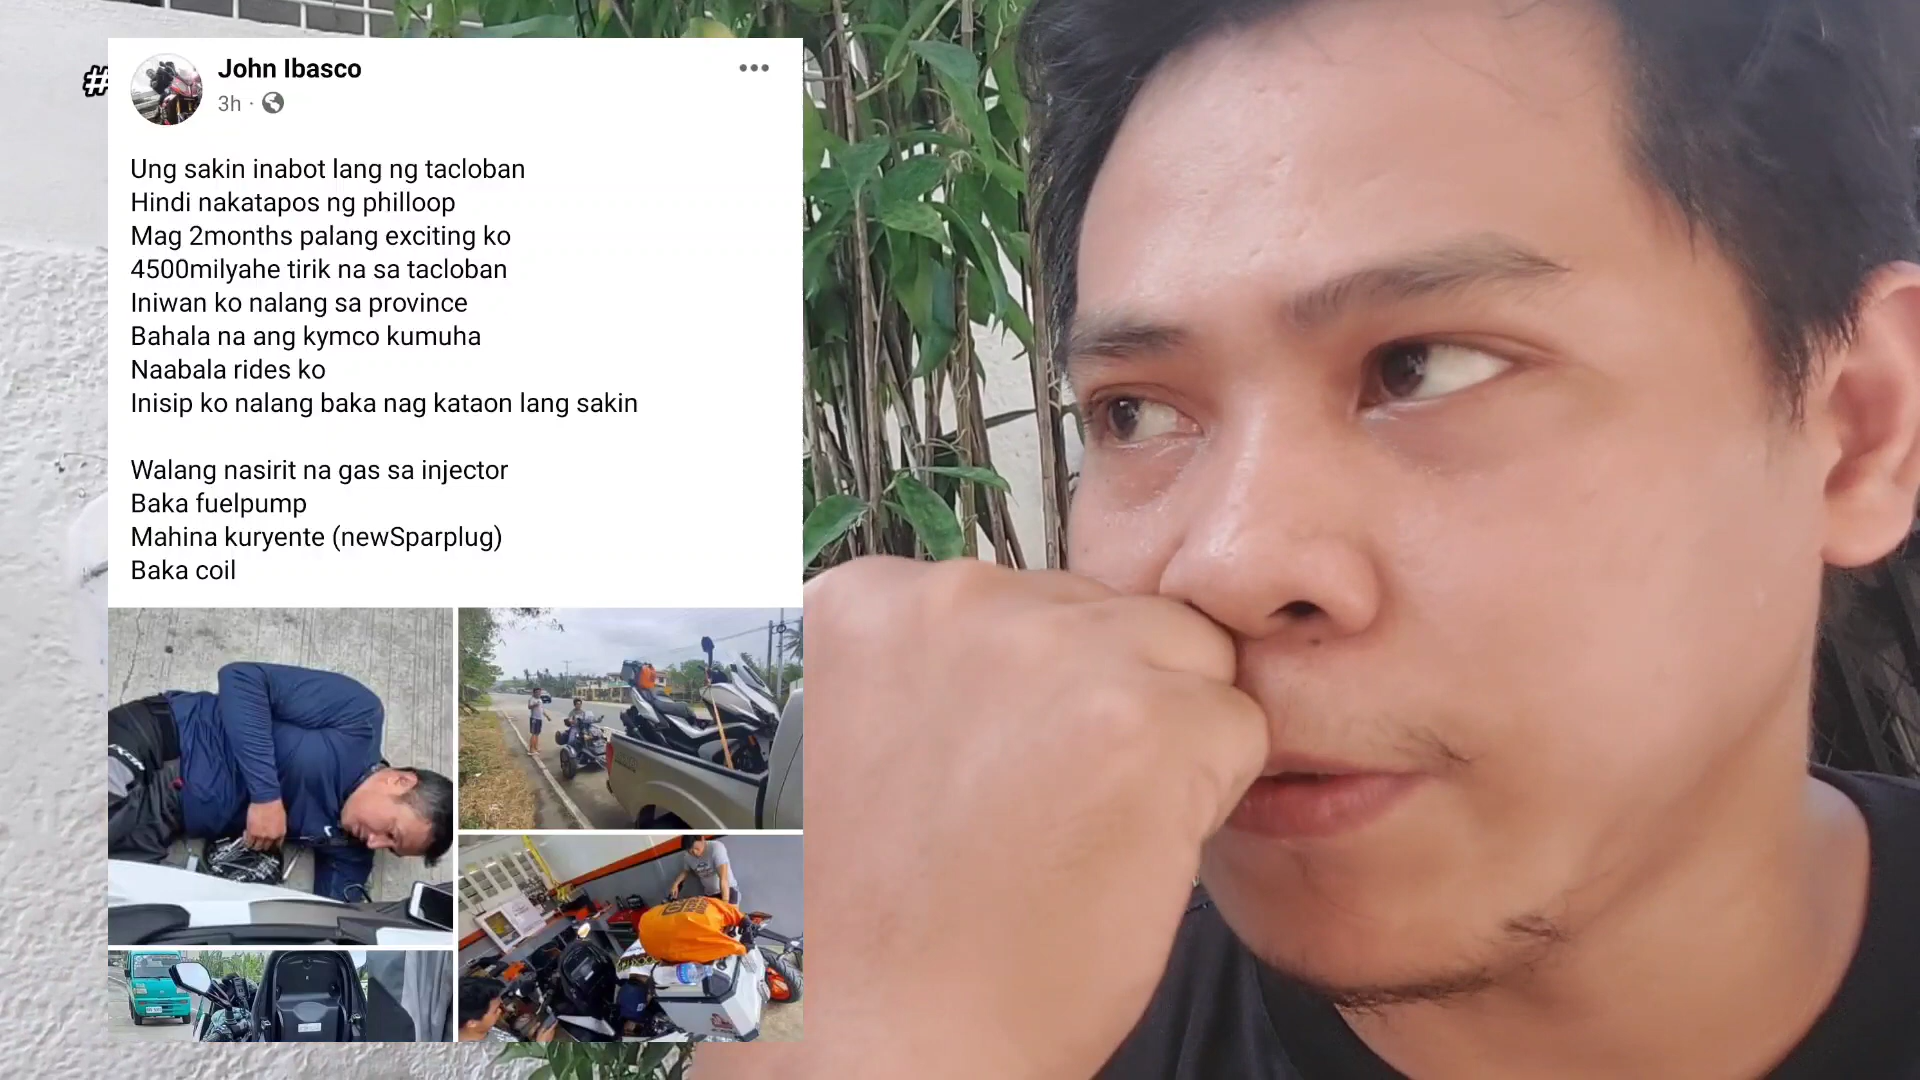 #
John Ibasco
3h ·
Ung sakin inabot lang ng tacloban
Hindi nakatapos ng philloop
Mag 2months palang exciting ko
4500milyahe tirik na sa tacloban
Iniwan ko nalang sa province
Bahala na ang kymco kumuha
Naabala rides ko
Inisip ko nalang baka nag kataon lang sakin
Walang nasirit na gas sa injector
Baka fuelpump
Mahina kuryente (newSparplug)
Baka coil